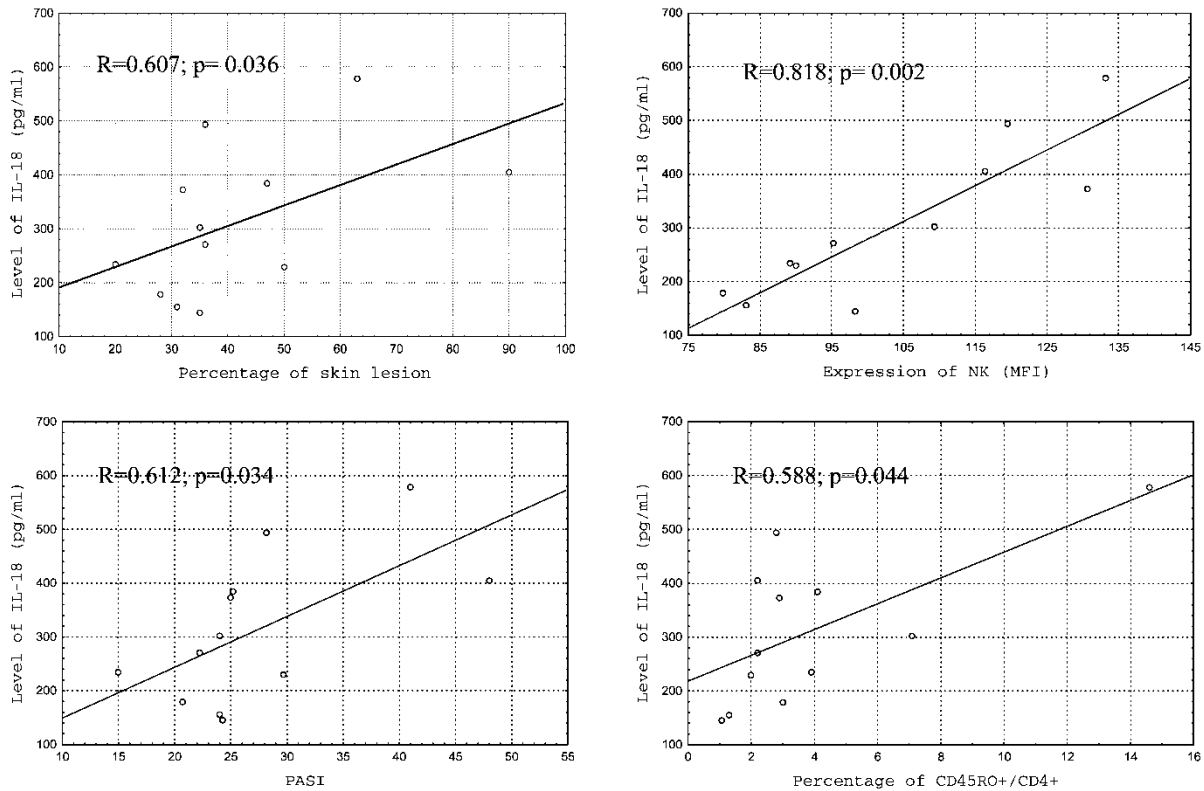 700
600
500
400
300
200
100
Level of IL-18 (pg/ml)
R=0.607; p= 0.036
10 20 30 40 50 60 70 80 90 100
Percentage of skin lesion
700
600
500
400
300
200
100
Level of IL-18 (pg/ml)
R=0.818; p= 0.002
75 85 95 105 115 125 135 145
Expression of NK (MFI)
700
600
500
400
300
200
100
Level of IL-18 (pg/ml)
R=0.612; p=0.034
10 15 20 25 30 35 40 45 50 55
PASI
700
600
500
400
300
200
100
Level of IL-18 (pg/ml)
R=0.588; p=0.044
0 2 4 6 8 10 12 14 16
Percentage of CD45RO+/CD4+